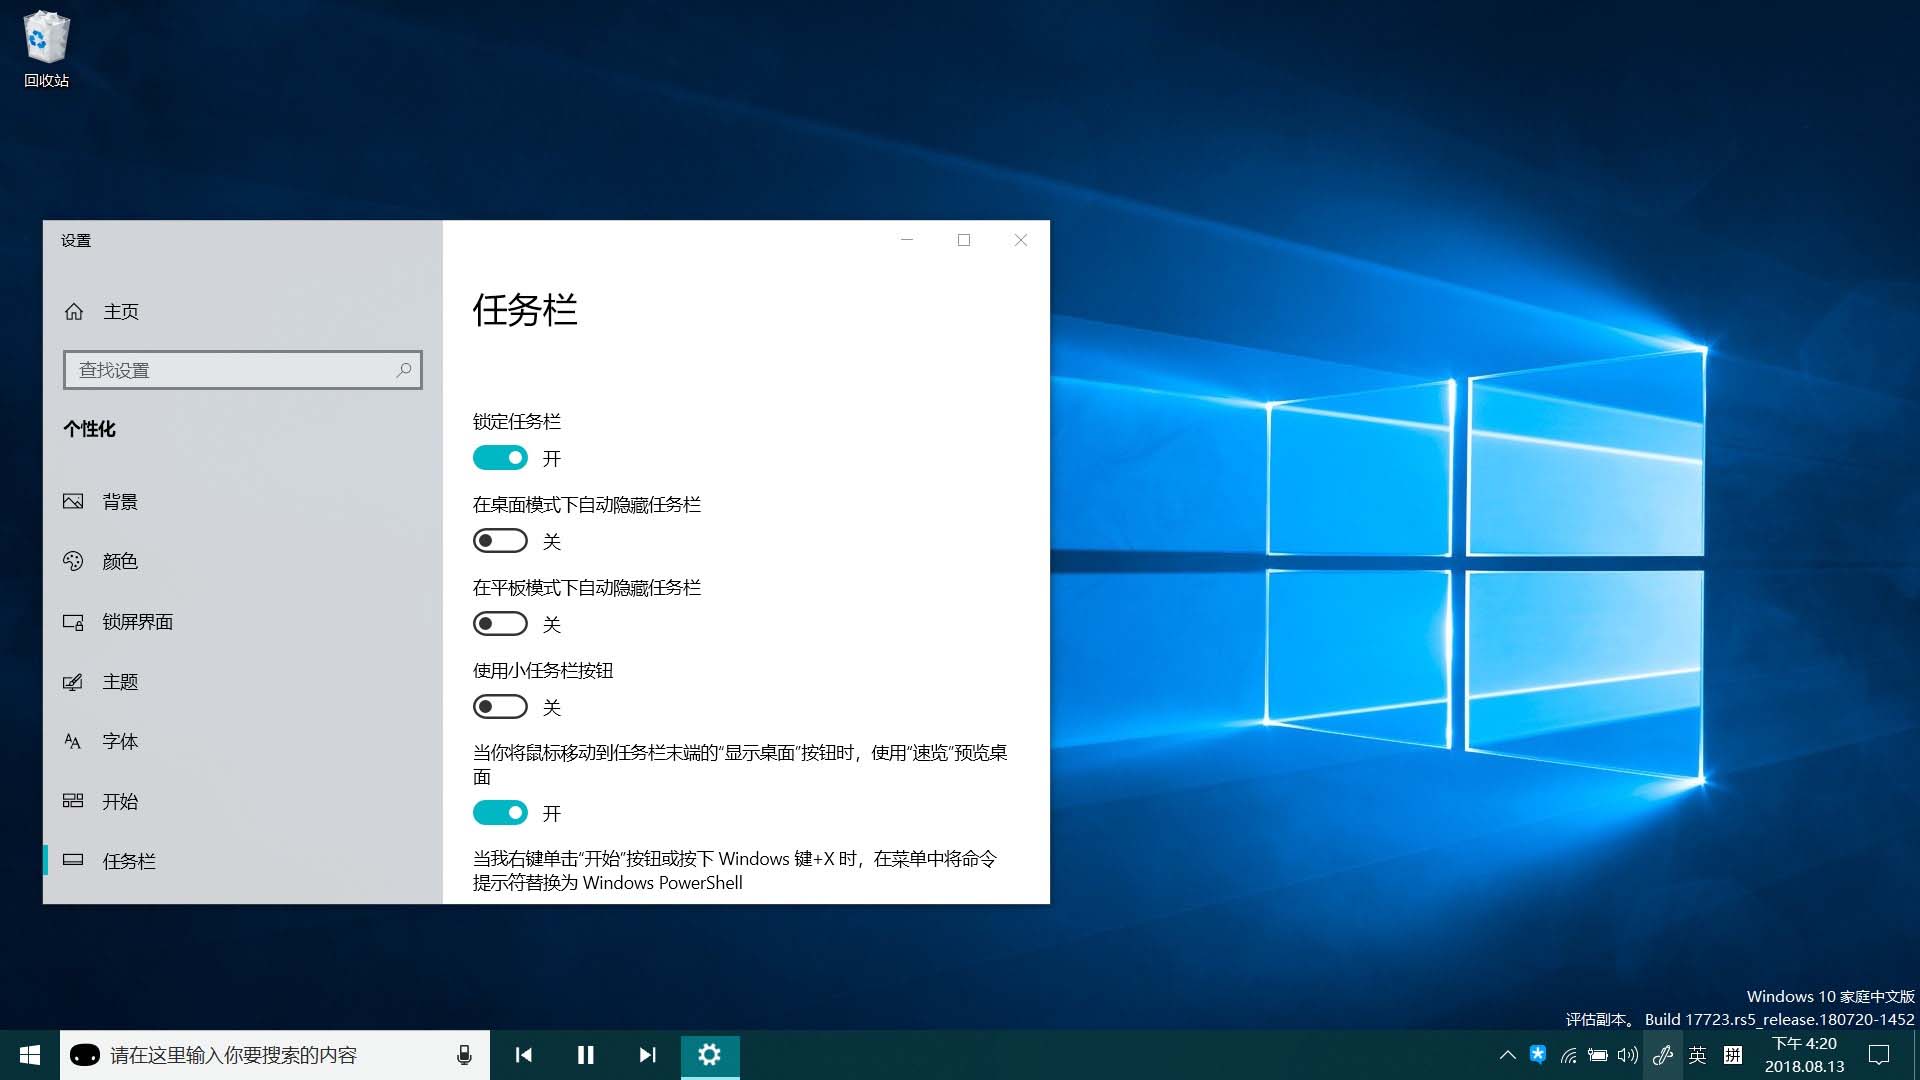 回收站
设置
主页
查找设置
个性化
背景
颜色
锁屏界面
主题
字体
开始
任务栏
任务栏
锁定任务栏
开
在桌面模式下自动隐藏任务栏
关
在平板模式下自动隐藏任务栏
关
使用小任务栏按钮
关
当你将鼠标移动到任务栏末端的“显示桌面”按钮时，使用“速览”预览桌
面
开
当我右键单击“开始”按钮或按下 Windows 键+X 时，在菜单中将命令
提示符替换为 Windows PowerShell
Windows 10 家庭中文版
评估副本。 Build 17723.rs5_release.180720-1452
请在这里输入你要搜索的内容
英
拼
下午 4:20
2018.08.13